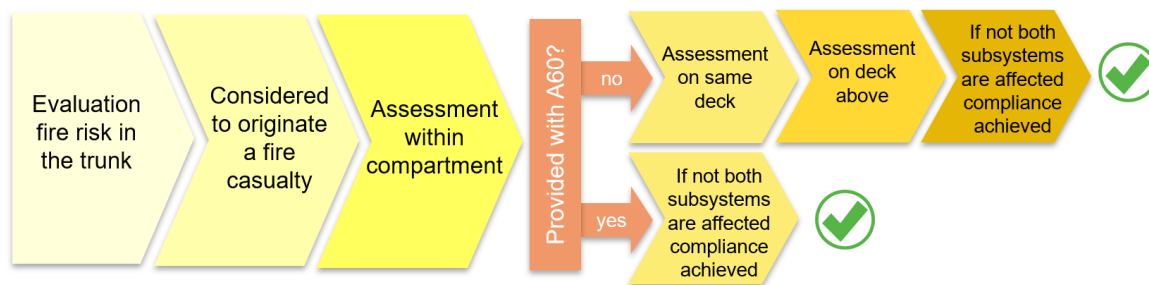 Evaluation
fire risk in
the trunk
Considered
to originate
a fire
casualty
Assessment
within
compartment
Provided with A60?
no
Assessment
on same
deck
Assessment
on deck
above
If not both
subsystems
are affected
compliance
achieved
yes
If not both
subsystems
are affected
compliance
achieved